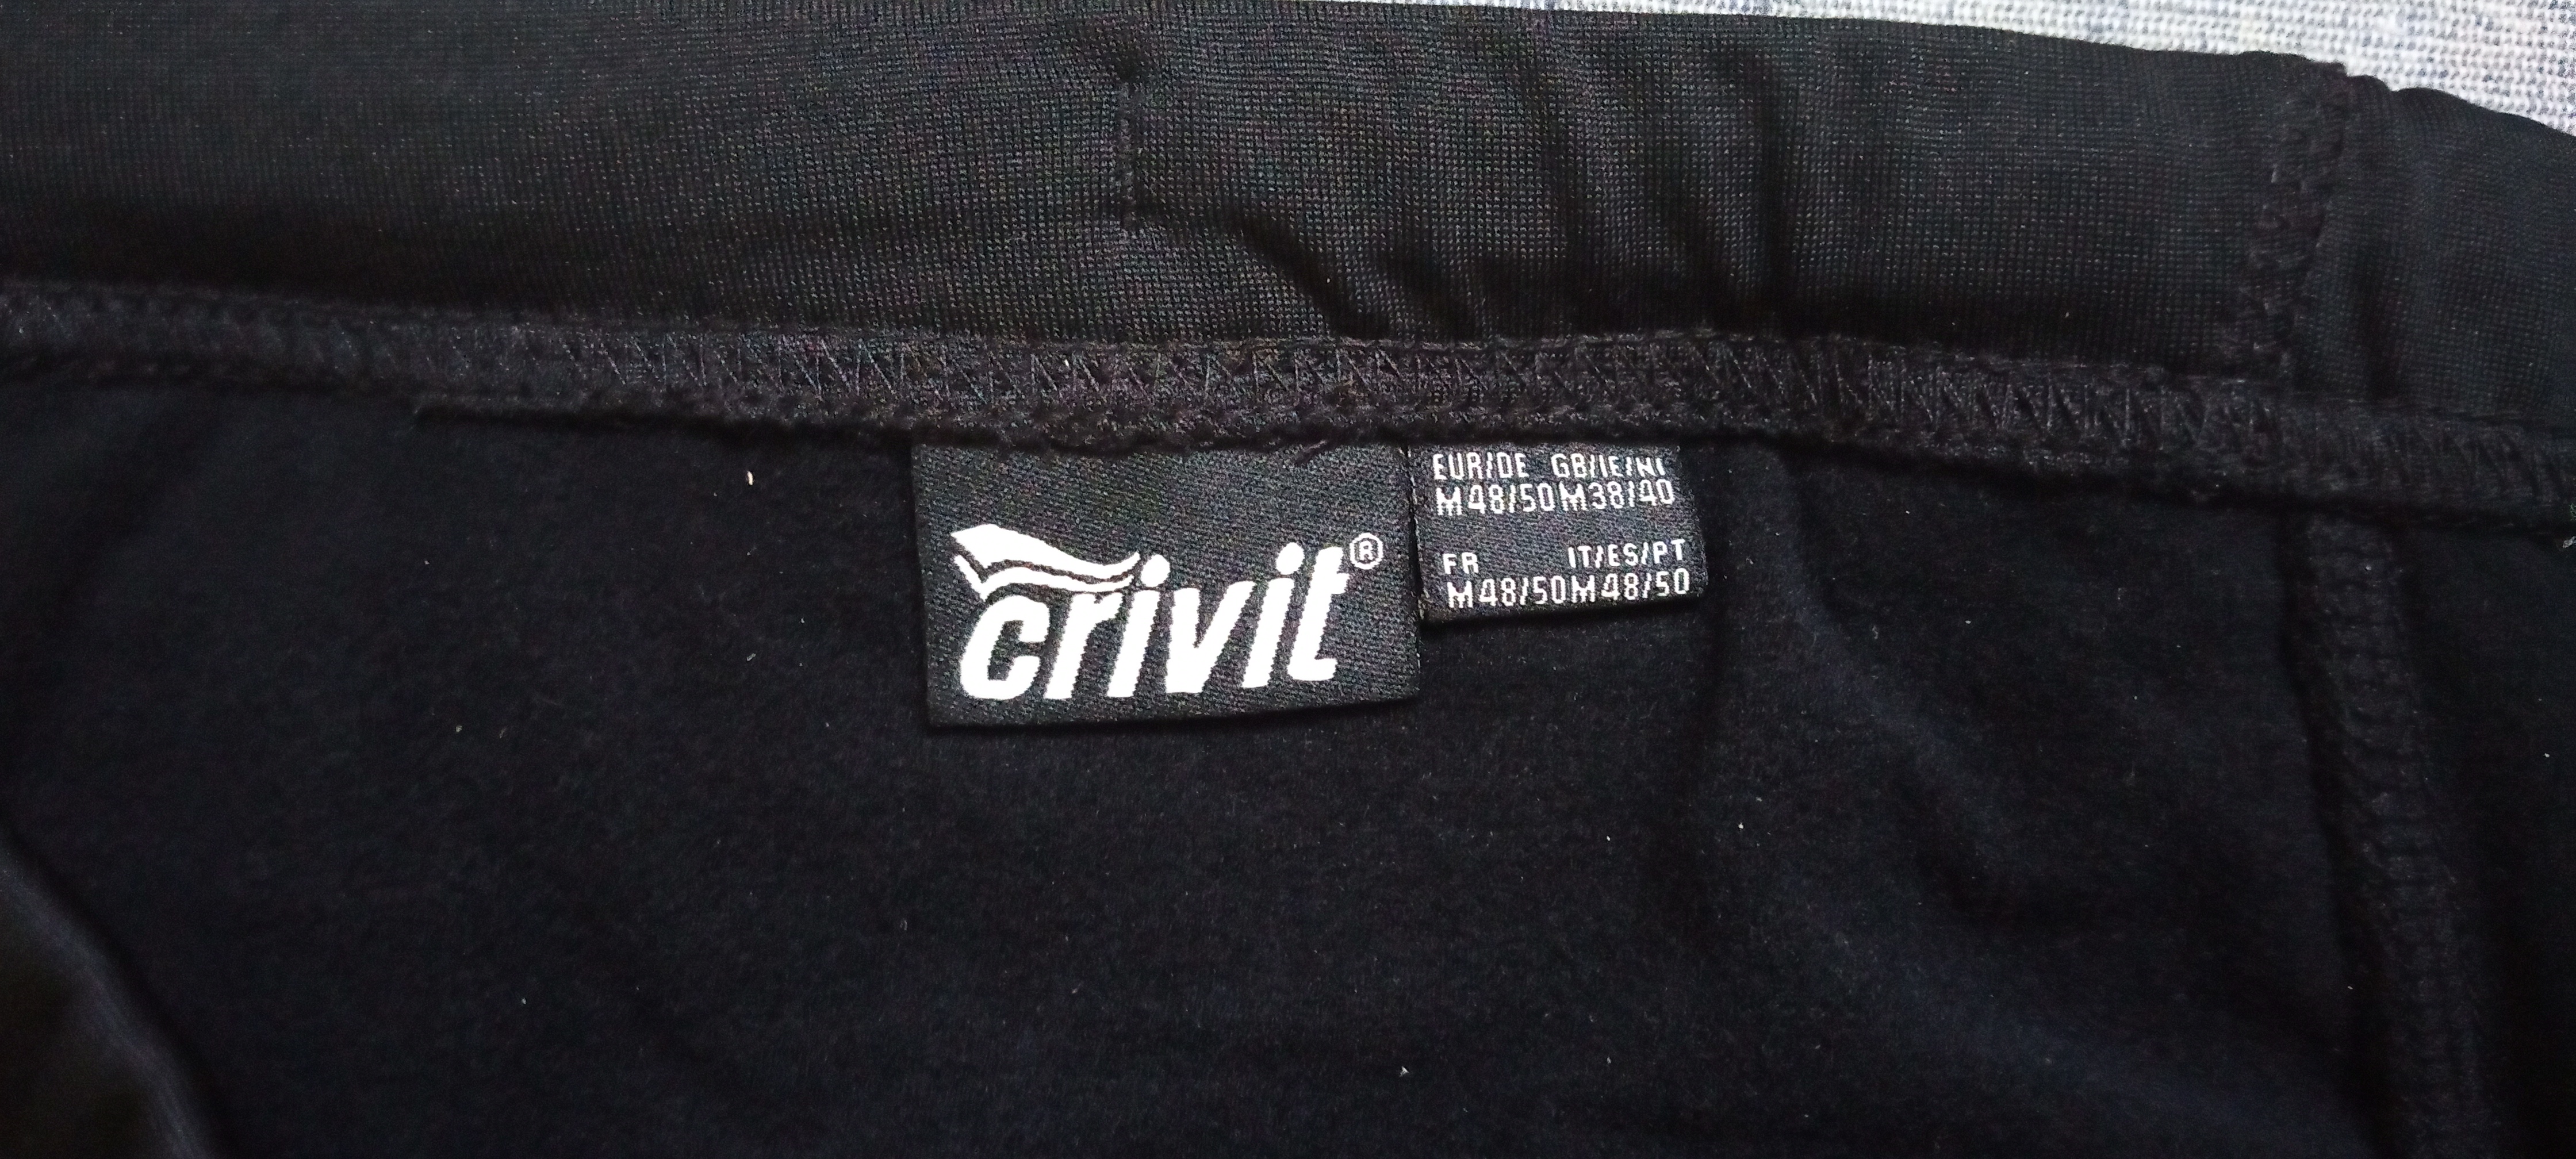 crivit®
EUR/DE GB/IE/NI
M48/50 M38/40
FR IT/ES/PT
M48/50 M48/50